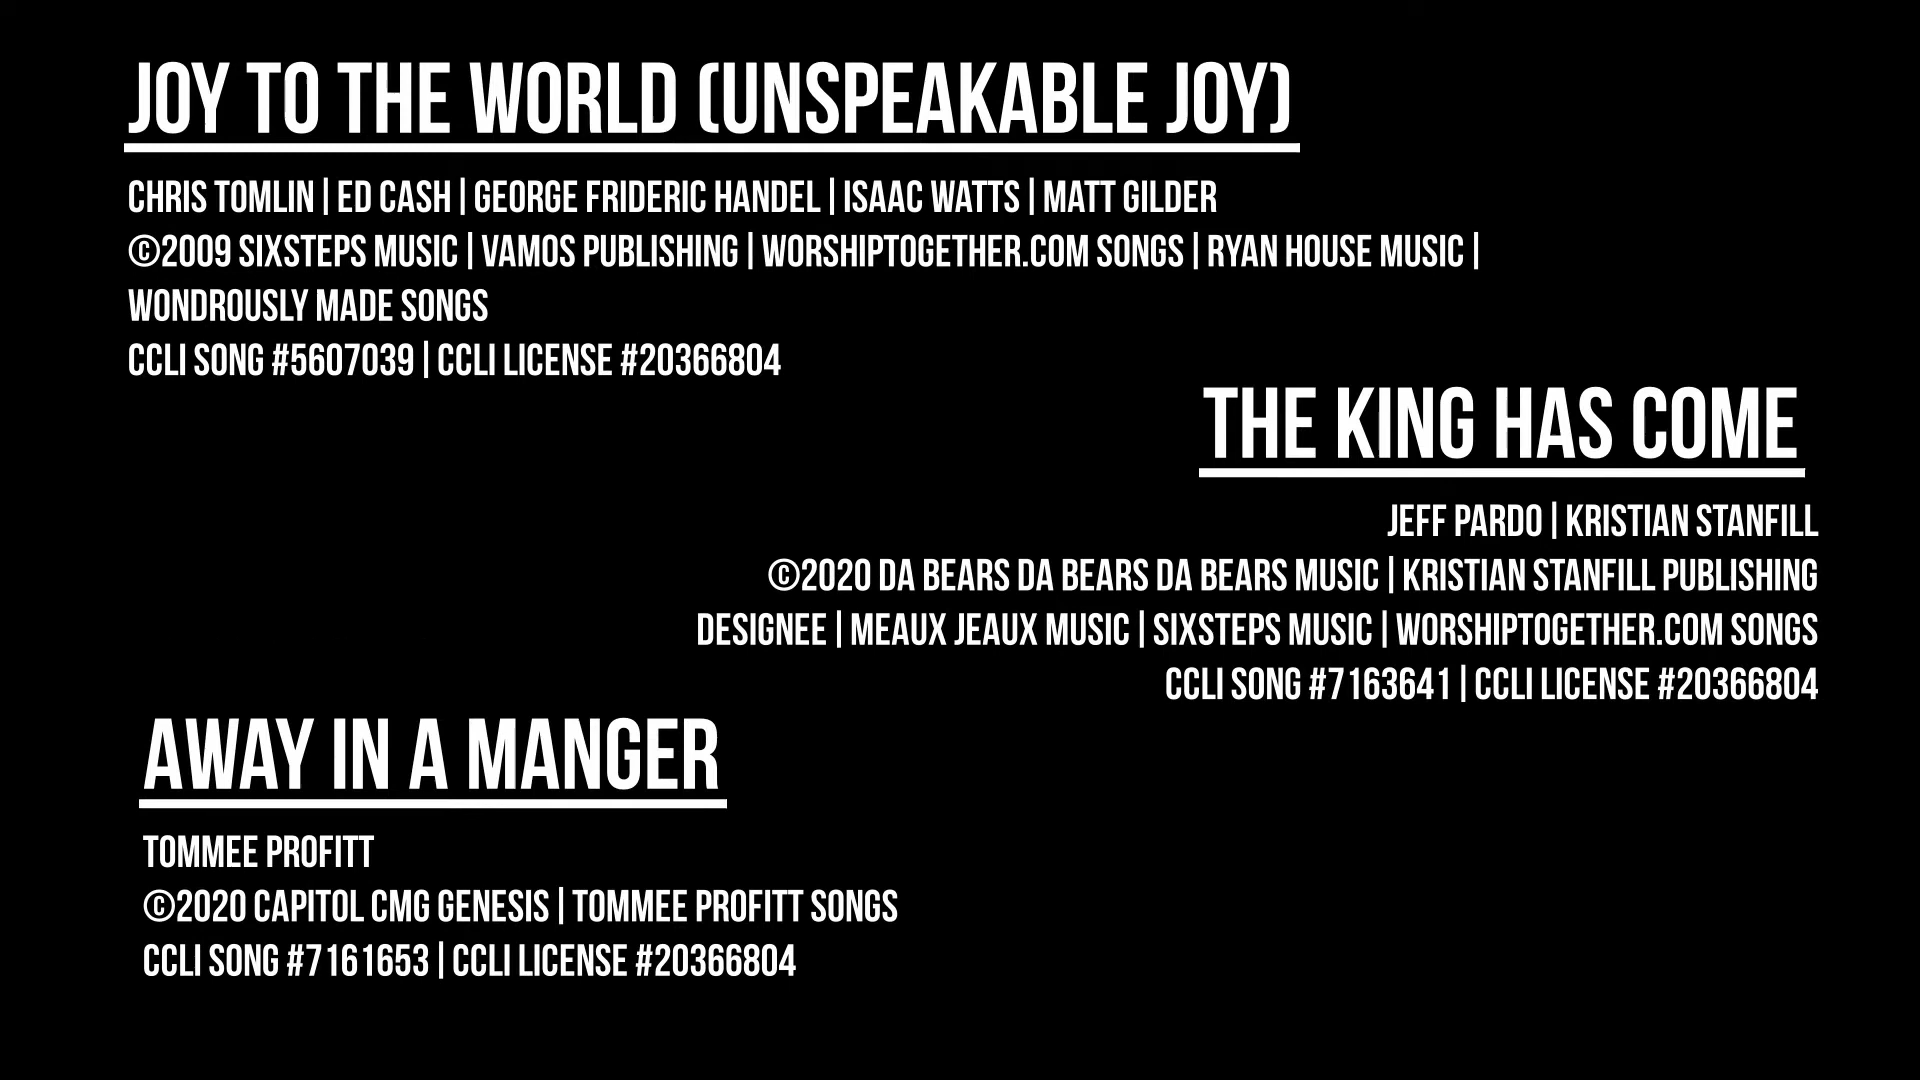 JOY TO THE WORLD (UNSPEAKABLE JOY)
CHRIS TOMLIN | ED CASH | GEORGE FRIDERIC HANDEL | ISAAC WATTS | MATT GILDER
©2009 SIXSTEPS MUSIC | VAMOS PUBLISHING | WORSHIPTOGETHER.COM SONGS | RYAN HOUSE MUSIC |
WONDROUSLY MADE SONGS
CCLI SONG #5607039 | CCLI LICENSE #20366804
THE KING HAS COME
JEFF PARDO | KRISTIAN STANFILL
©2020 DA BEARS DA BEARS DA BEARS MUSIC | KRISTIAN STANFILL PUBLISHING
DESIGNEE | MEAUX JEAUX MUSIC | SIXSTEPS MUSIC | WORSHIPTOGETHER.COM SONGS
CCLI SONG #7163641 | CCLI LICENSE #20366804
AWAY IN A MANGER
TOMMEE PROFITT
©2020 CAPITOL CMG GENESIS | TOMMEE PROFITT SONGS
CCLI SONG #7161653 | CCLI LICENSE #20366804